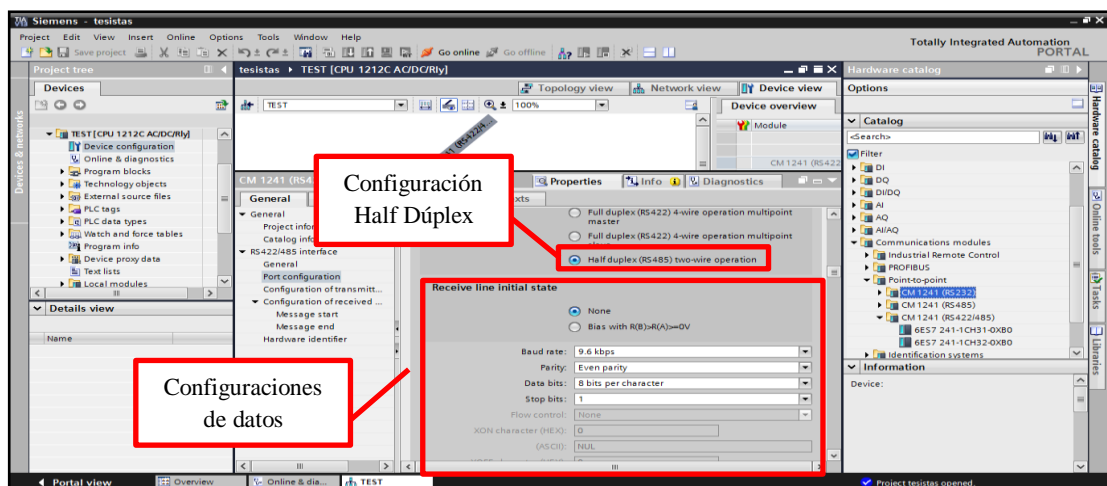 Siemens - tesistas
Project Edit View Insert Online Options Tools Window Help
Totally Integrated Automation
PORTAL
Save project
Go online
Go offline
Project tree
tesistas TEST [CPU 1212C AC/DC/Rly]
Hardware catalog
Devices
Topology view
Network view
Device view
Options
TEST
100%
Device overview
Module
CM 1241 (RS422
Catalog
<Search>
Filter
DI
DQ
DI/DQ
AI
AQ
AI/AQ
Communications modules
Industrial Remote Control
PROFIBUS
Point-to-point
CM 1241 (RS232)
CM 1241 (RS485)
CM 1241 (RS422/485)
6ES7 241-1CH31-0XB0
6ES7 241-1CH32-0XB0
Identification systems
Information
Device:
Devices & networks
TEST [CPU 1212C AC/DC/Rly]
Device configuration
Online & diagnostics
Program blocks
Technology objects
External source files
PLC tags
PLC data types
Watch and force tables
Program info
Device proxy data
Text lists
Local modules
Details view
Name
CM 1241 (RS4
Properties
Info
Diagnostics
General
xts
General
Project infor
Catalog info
RS422/485 interface
General
Port configuration
Configuration of transmitt...
Configuration of received ...
Message start
Message end
Hardware identifier
Configuración
Half Dúplex
Full duplex (RS422) 4-wire operation multipoint
master
Full duplex (RS422) 4-wire operation multipoint
Half duplex (RS485) two-wire operation
Receive line initial state
None
Bias with R(B)>R(A)>=0V
Baud rate: 9.6 kbps
Parity: Even parity
Data bits: 8 bits per character
Stop bits: 1
Flow control: None
XON character (HEX): 0
(ASCII): NUL
Configuraciones
de datos
Hardware catalog
Online tools
Tasks
Libraries
Portal view
Overview
Online & dia...
TEST
Project tesistas opened.